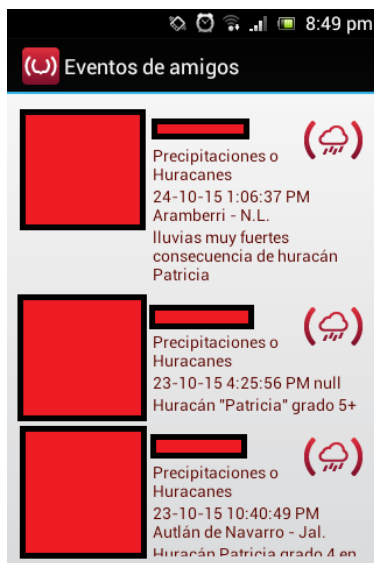 8:49 pm
Eventos de amigos
Precipitaciones o
Huracanes
24-10-15 1:06:37 PM
Aramberri - N.L.
lluvias muy fuertes
consecuencia de huracán
Patricia
Precipitaciones o
Huracanes
23-10-15 4:25:56 PM null
Huracán "Patricia" grado 5+
Precipitaciones o
Huracanes
23-10-15 10:40:49 PM
Autlán de Navarro - Jal.
Huracán Patricia grado 4 en